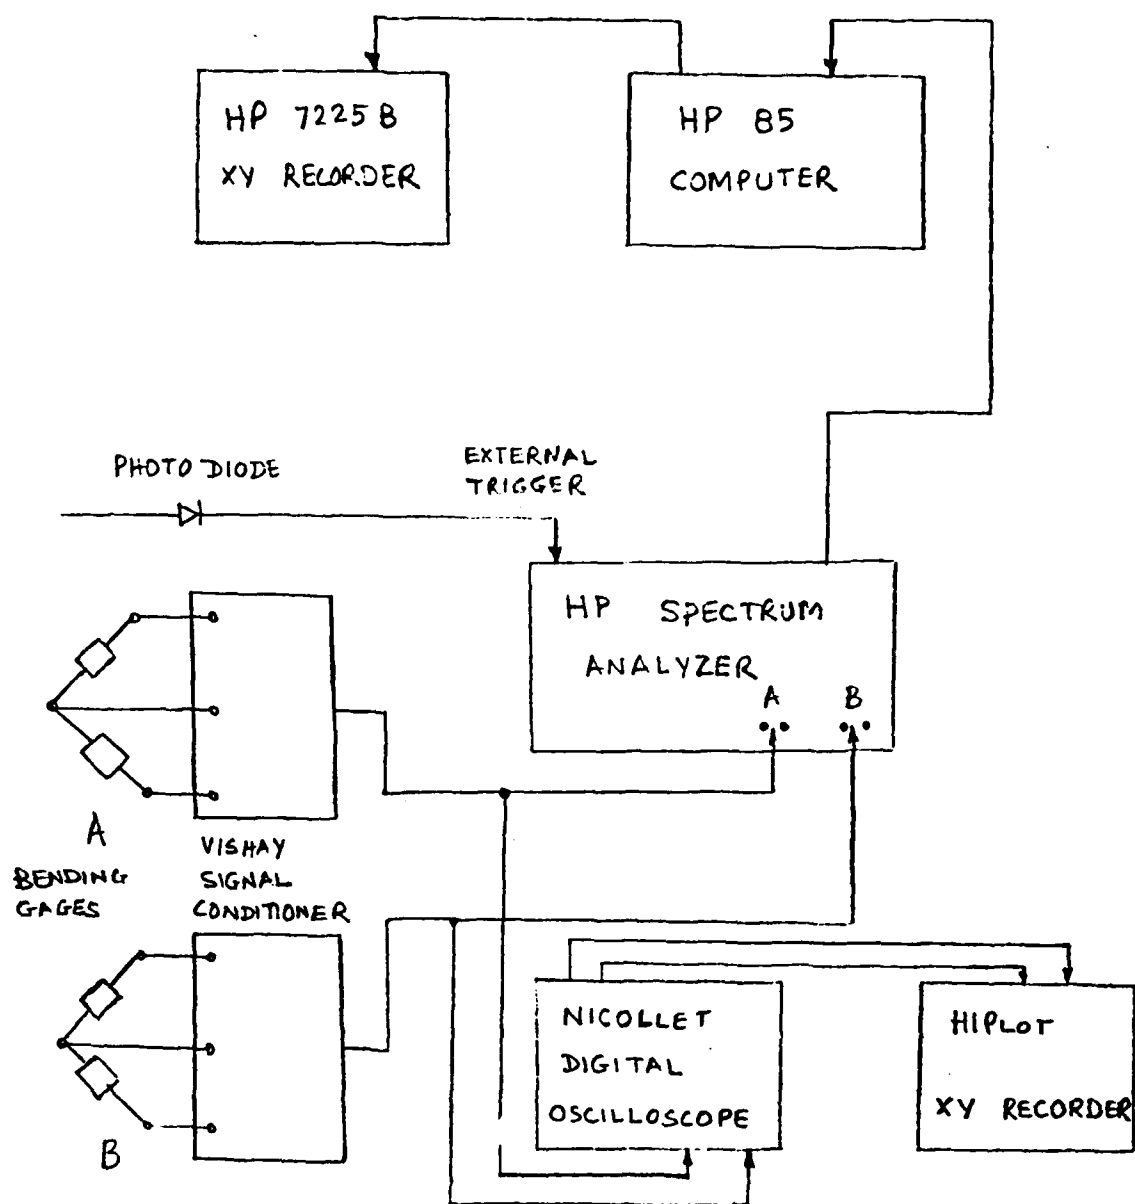 HP 7225 B
XY RECORDER
HP 85
COMPUTER
PHOTO DIODE
EXTERNAL
TRIGGER
HP SPECTRUM
ANALYZER
A
B
A
BENDING
GAGES
VISHAY
SIGNAL
CONDITIONER
B
NICOLLET
DIGITAL
OSCILLOSCOPE
HIPLOT
XY RECORDER